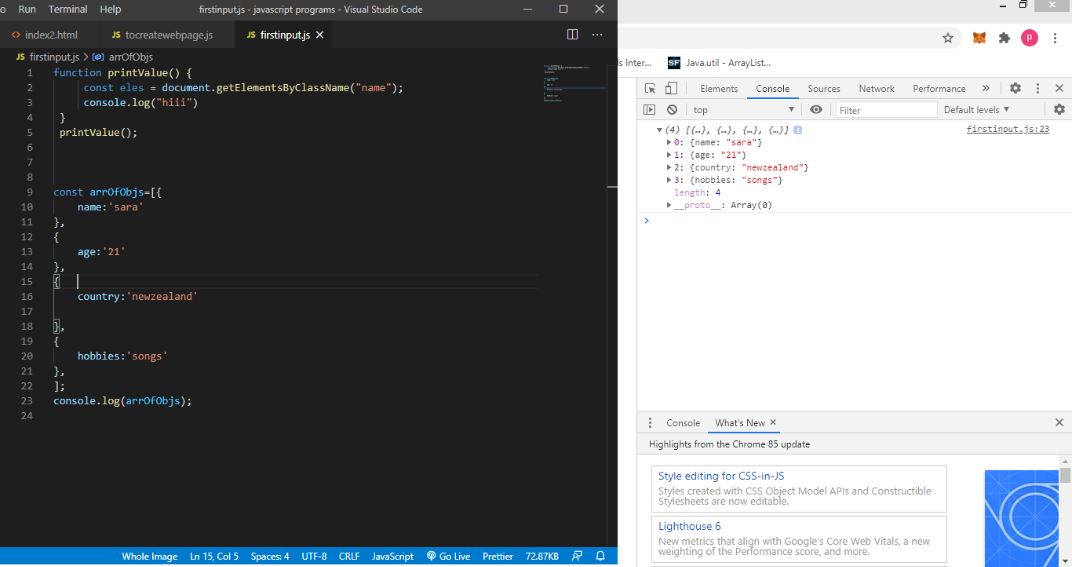 o Run Terminal Help firstinput.js - javascript programs - Visual Studio Code
<> index2.html JS tocreatewebpage.js JS firstinput.js ×
JS firstinput.js > arrOfObjs
1 function printValue() {
2 const eles = document.getElementsByClassName("name");
3 console.log("hiii")
4 }
5 printValue();
6
7
8
9 const arrOfObjs=[{
10 name:'sara'
11 },
12 {
13 age:'21'
14 },
15 {
16 country:'newzealand'
17
18 },
19 {
20 hobbies:'songs'
21 },
22 ];
23 console.log(arrOfObjs);
24
Whole Image Ln 15, Col 5 Spaces: 4 UTF-8 CRLF JavaScript Go Live Prettier 72.87KB
P
ls Inter... SF Java.util - ArrayList...
Elements Console Sources Network Performance »
top Filter Default levels
(4) [{…}, {…}, {…}, {…}] i firstinput.js:23
0: {name: "sara"}
1: {age: "21"}
2: {country: "newzealand"}
3: {hobbies: "songs"}
length: 4
__proto__: Array(0)
>
Console What's New ×
Highlights from the Chrome 85 update
Style editing for CSS-in-JS
Styles created with CSS Object Model APIs and Constructible
Stylesheets are now editable.
Lighthouse 6
New metrics that align with Google's Core Web Vitals, a new
weighting of the Performance score, and more.